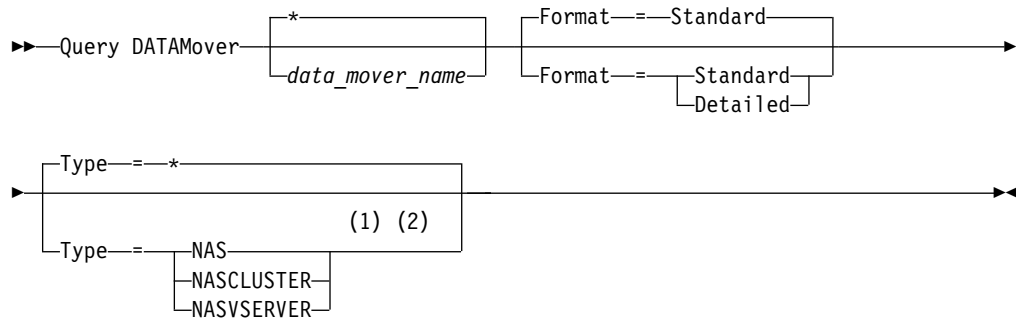 * Format = Standard
Query DATAMover
data_mover_name Format = Standard
Detailed
Type = *
(1) (2)
Type = NAS
NASCLUSTER
NASVSERVER